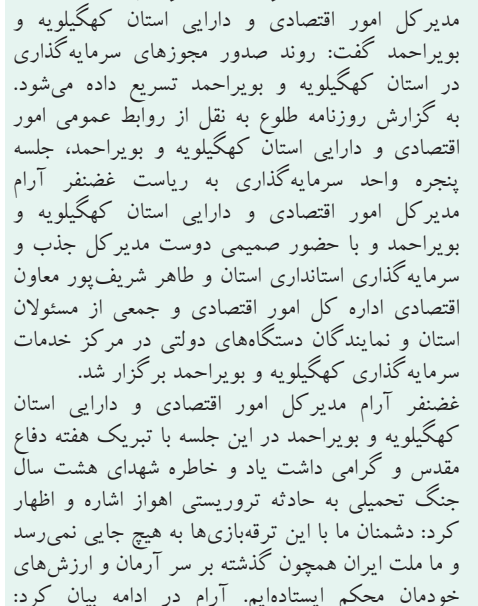 مدیرکل امور اقتصادی و دارایی استان کهگیلویه و
بویراحمد گفت: روند صدور مجوزهای سرمایه‌گذاری
در استان کهگیلویه و بویراحمد تسریع داده می‌شود.
به گزارش روزنامه طلوع به نقل از روابط عمومی امور
اقتصادی و دارایی استان کهگیلویه و بویراحمد، جلسه
پنجره واحد سرمایه‌گذاری به ریاست غضنفر آرام
مدیرکل امور اقتصادی و دارایی استان کهگیلویه و
بویراحمد و با حضور صمیمی دوست مدیرکل جذب و
سرمایه‌گذاری استانداری استان و طاهر شریف‌پور معاون
اقتصادی اداره کل امور اقتصادی و جمعی از مسئولان
استان و نمایندگان دستگاه‌های دولتی در مرکز خدمات
سرمایه‌گذاری کهگیلویه و بویراحمد برگزار شد.
غضنفر آرام مدیرکل امور اقتصادی و دارایی استان
کهگیلویه و بویراحمد در این جلسه با تبریک هفته دفاع
مقدس و گرامی داشت یاد و خاطره شهدای هشت سال
جنگ تحمیلی به حادثه تروریستی اهواز اشاره و اظهار
کرد: دشمنان ما با این ترقه‌بازی‌ها به هیچ جایی نمی‌رسد
و ما ملت ایران همچون گذشته بر سر آرمان و ارزش‌های
خودمان محکم ایستاده‌ایم. آرام در ادامه بیان کرد: